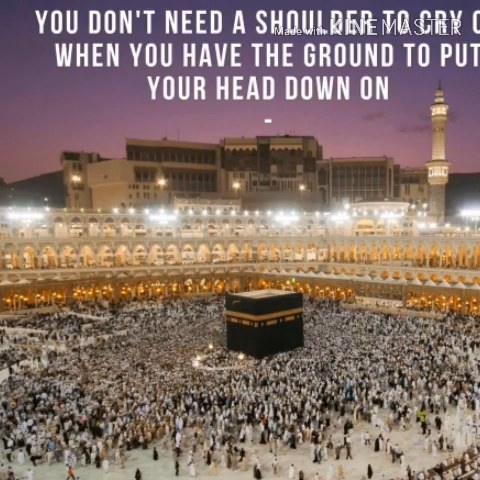 YOU DON'T NEED A SHOULDER TO CRY
Made with KINEMASTER
WHEN YOU HAVE THE GROUND TO PUT
YOUR HEAD DOWN ON
-